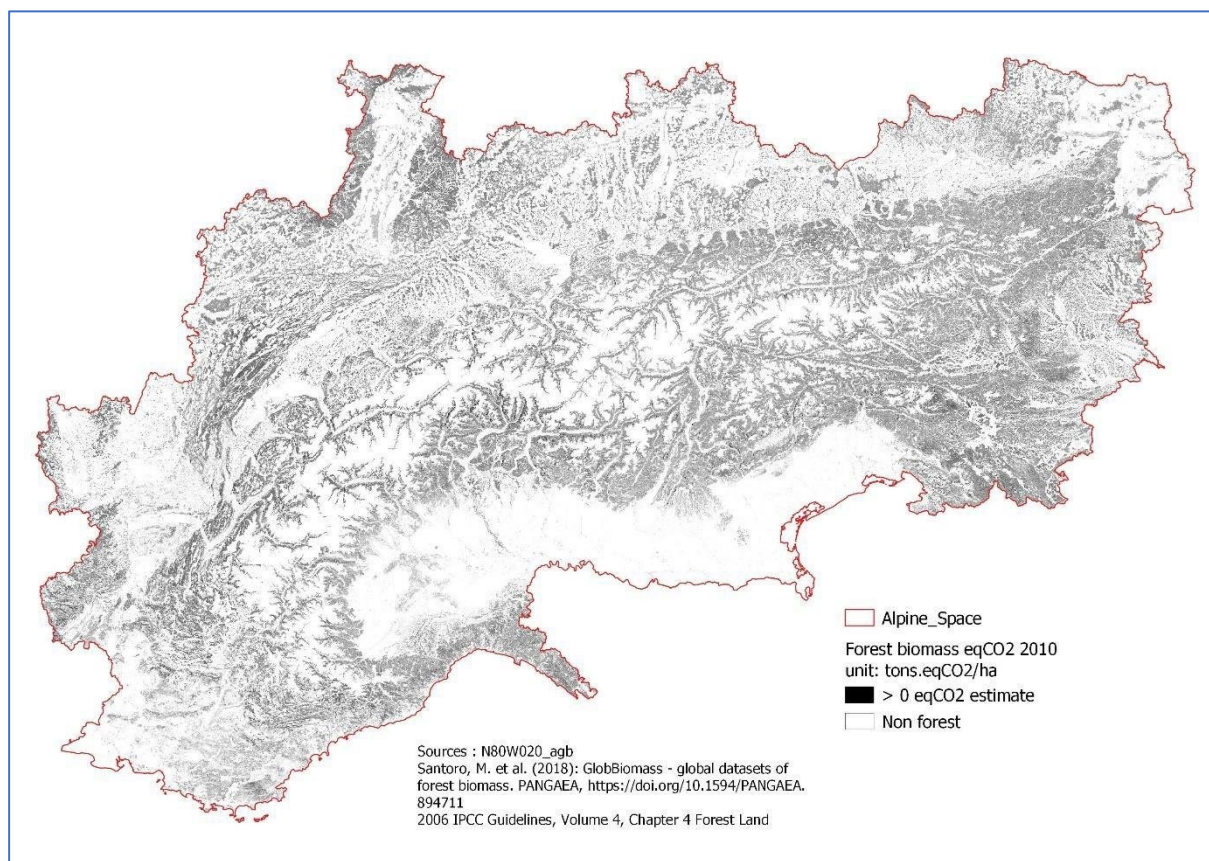 Alpine_Space
Forest biomass eqCO2 2010
unit: tons.eqCO2/ha
> 0 eqCO2 estimate
Non forest
Sources : N80W020_agb
Santoro, M. et al. (2018): GlobBiomass - global datasets of
forest biomass. PANGAEA, https://doi.org/10.1594/PANGAEA.
894711
2006 IPCC Guidelines, Volume 4, Chapter 4 Forest Land